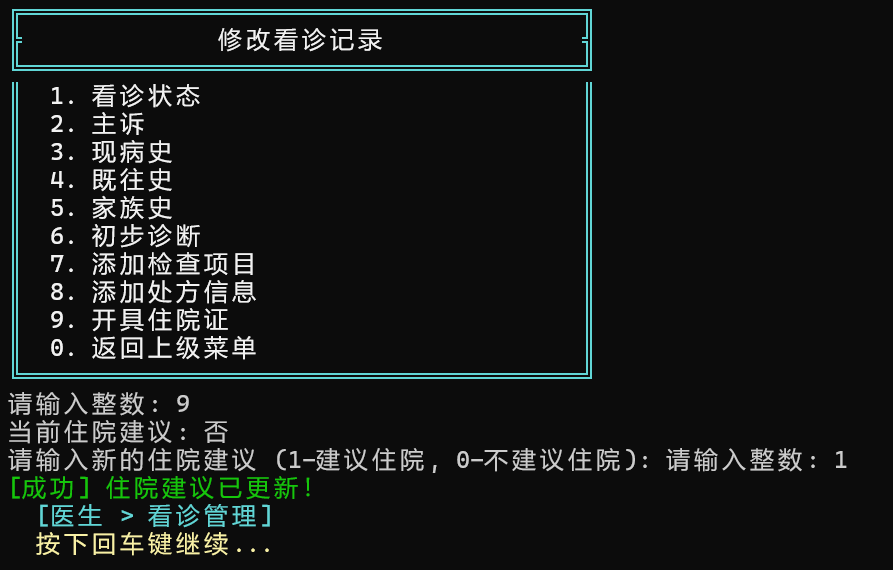 修改看诊记录
1. 看诊状态
2. 主诉
3. 现病史
4. 既往史
5. 家族史
6. 初步诊断
7. 添加检查项目
8. 添加处方信息
9. 开具住院证
0. 返回上级菜单
请输入整数: 9
当前住院建议: 否
请输入新的住院建议 (1-建议住院, 0-不建议住院): 请输入整数: 1
[成功] 住院建议已更新!
[医生 > 看诊管理]
按下回车键继续...